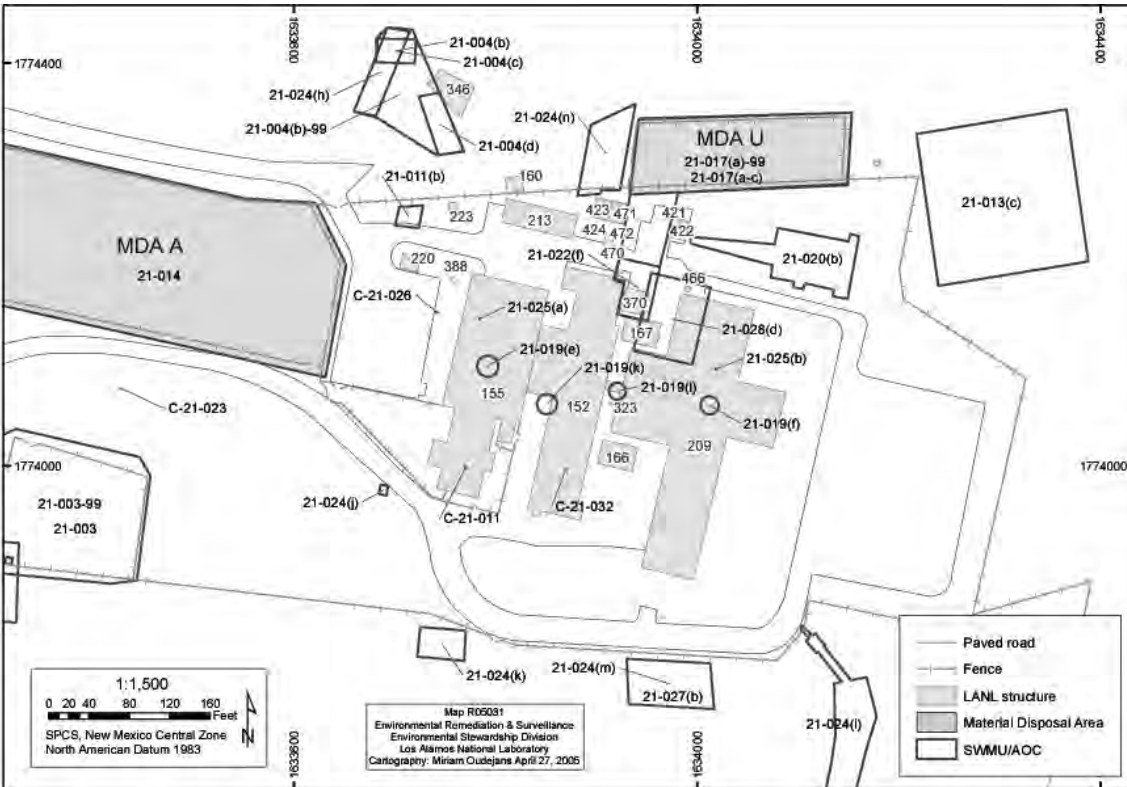 1633600
1634000
1634400
1774400
21-004(b)
21-004(c)
21-024(h)
346
21-004(b)-99
21-004(d)
21-024(n)
MDA U
21-017(a)-99
21-017(a-c)
21-011(b)
160
223
213
423
471
421
424
472
422
470
21-013(c)
MDA A
21-014
220
388
21-022(f)
466
21-020(b)
C-21-026
21-025(a)
370
167
21-028(d)
21-019(e)
21-019(k)
21-025(b)
21-019(l)
155
152
323
21-019(f)
C-21-023
209
166
1774000
1774000
21-003-99
21-003
21-024(j)
C-21-011
C-21-032
21-024(k)
21-024(m)
21-027(b)
21-024(l)
1:1,500
0 20 40 80 120 160
Feet
N
SPCS, New Mexico Central Zone
North American Datum 1983
Map R05031
Environmental Remediation & Surveillance
Environmental Stewardship Division
Los Alamos National Laboratory
Cartography: Miriam Oudejans April 27, 2005
Paved road
Fence
LANL structure
Material Disposal Area
SWMU/AOC
1633600
1634000